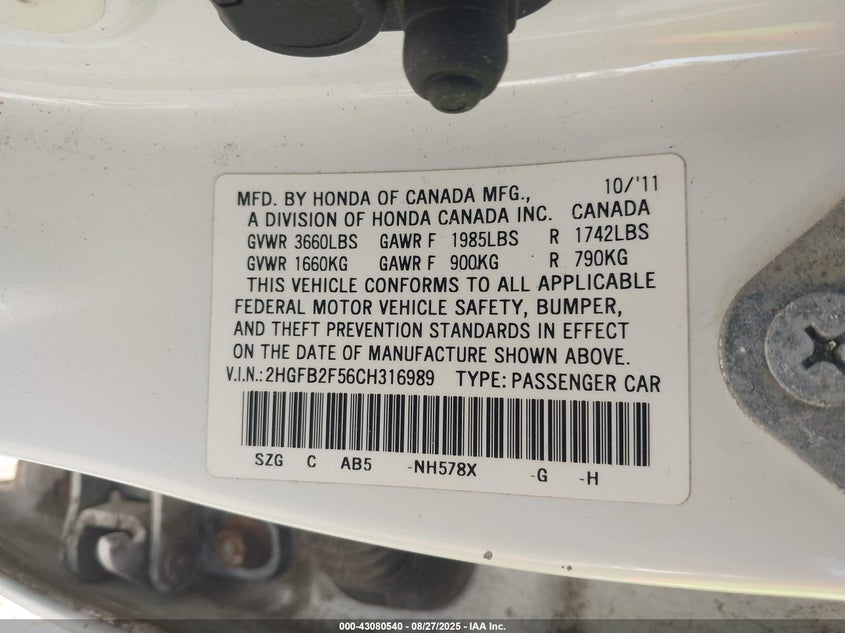 MFD. BY HONDA OF CANADA MFG., 10/'11
A DIVISION OF HONDA CANADA INC. CANADA
GVWR 3660LBS GAWR F 1985LBS R 1742LBS
GVWR 1660KG GAWR F 900KG R 790KG
THIS VEHICLE CONFORMS TO ALL APPLICABLE
FEDERAL MOTOR VEHICLE SAFETY, BUMPER,
AND THEFT PREVENTION STANDARDS IN EFFECT
ON THE DATE OF MANUFACTURE SHOWN ABOVE.
V.I.N.:2HGFB2F56CH316989 TYPE:PASSENGER CAR
SZG C AB5 -NH578X -G -H
000-43080540 - 08/27/2025 - IAA Inc.